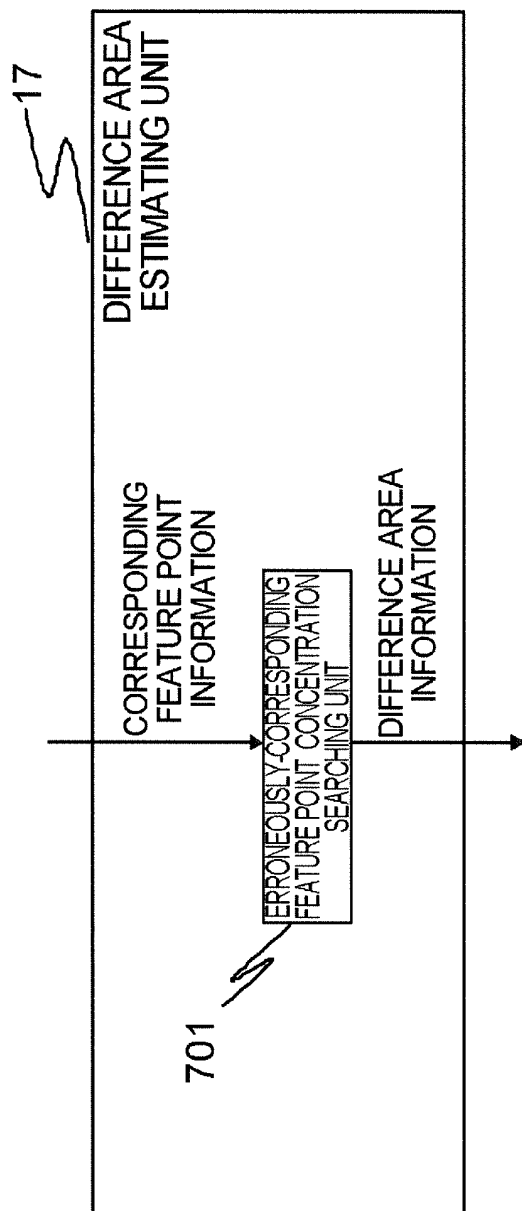 17
DIFFERENCE AREA
ESTIMATING UNIT
CORRESPONDING
FEATURE POINT
INFORMATION
701
ERRONEOUSLY-CORRESPONDING
FEATURE POINT CONCENTRATION
SEARCHING UNIT
DIFFERENCE AREA
INFORMATION